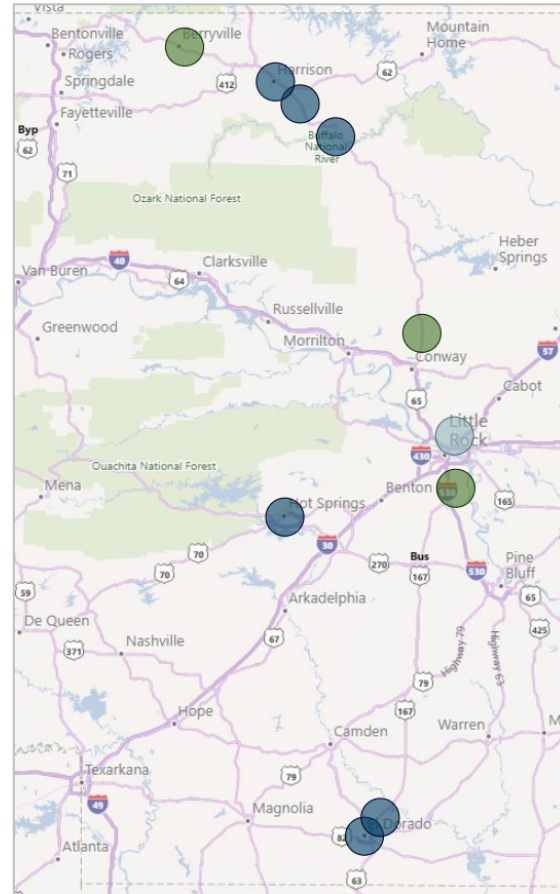 Vista
Bentonville
Berryville
Mountain
Home
Rogers
Harrison
62
Springdale
412
Fayetteville
Byp
62
Buffalo
National
River
71
Ozark National Forest
Heber
Springs
40
Clarksville
Van Buren
64
Russellville
Greenwood
Morrilton
57
Conway
65
Cabot
Little
Rock
430
Ouachita National Forest
Mena
Benton
530
165
Hot Springs
30
70
Bus
270
Pine
Bluff
70
167
530
59
65
Arkadelphia
De Queen
67
425
Nashville
371
Highway 79
Highway 63
79
167
Hope
Camden
Warren
M
Texarkana
79
49
Magnolia
82
Dorado
Atlanta
63